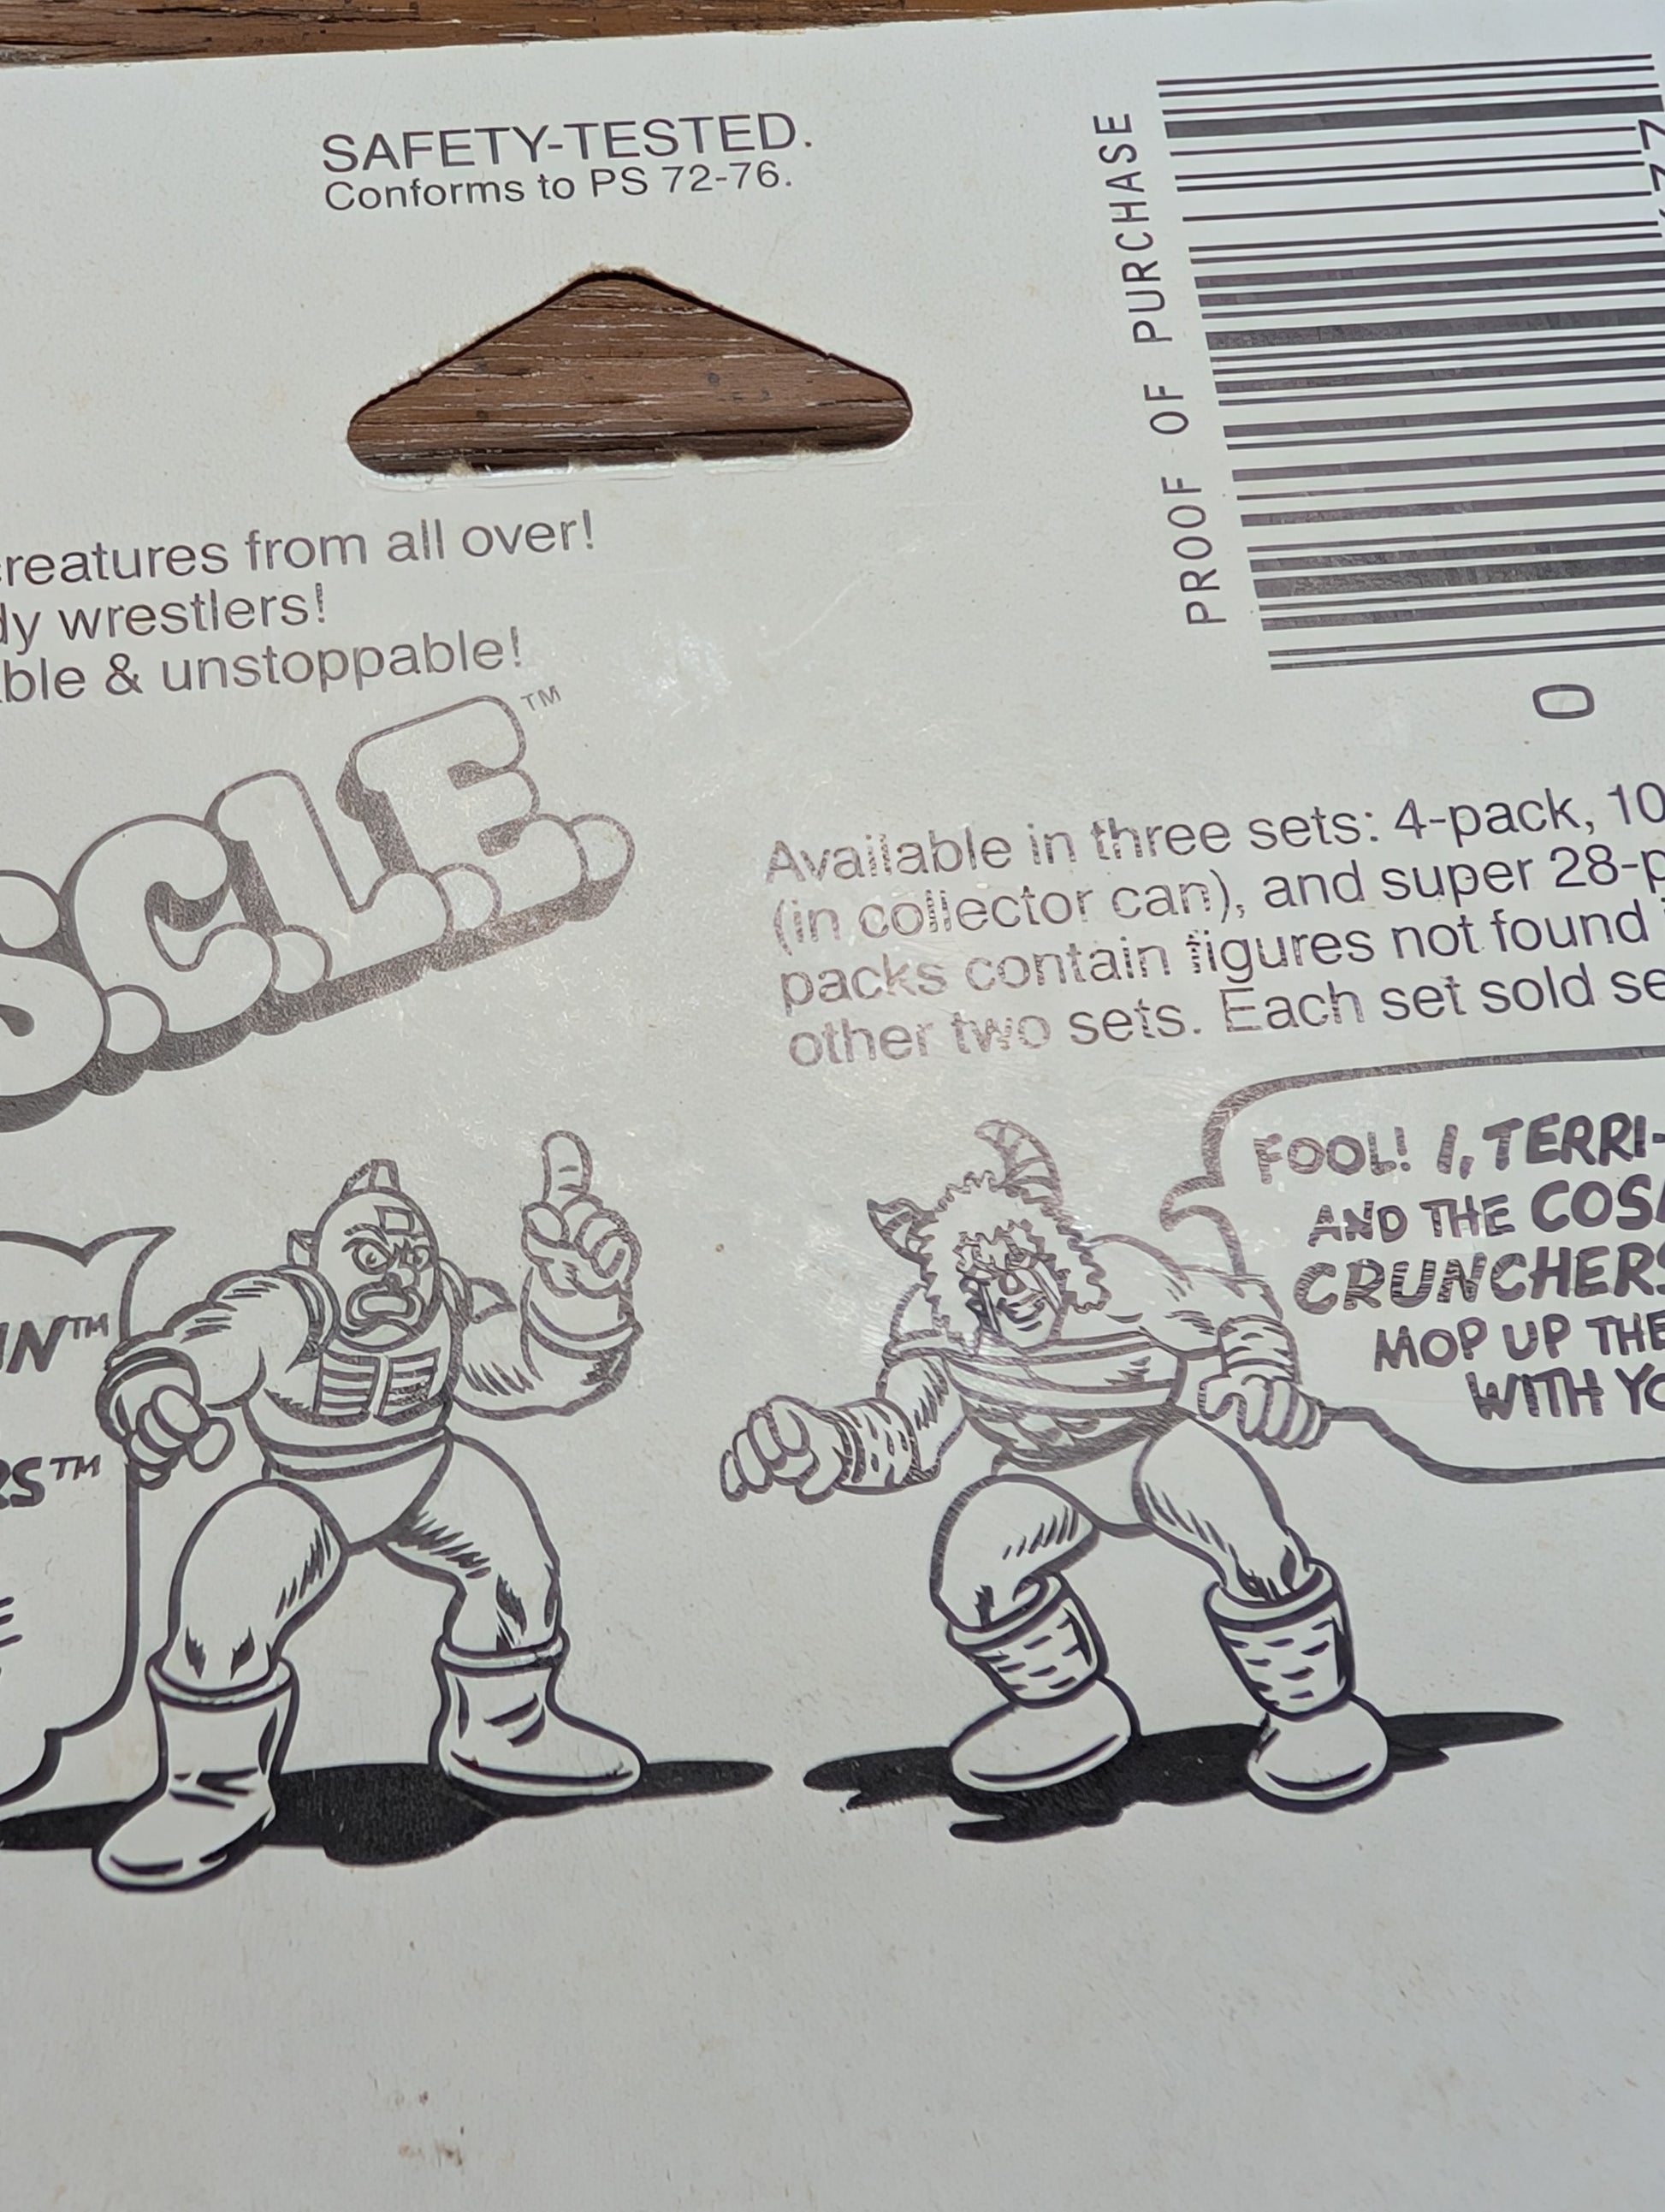 SAFETY-TESTED.
Conforms to PS 72-76.
PROOF OF PURCHASE
0
creatures from all over!
dy wrestlers!
ble & unstoppable!
S.C.L.E.™
Available in three sets: 4-pack, 10
(in collector can), and super 28-p
packs contain figures not found
other two sets. Each set sold se
IN™
RS™
E
FOOL! I, TERRI-
AND THE COS
CRUNCHERS
MOP UP THE
WITH YO